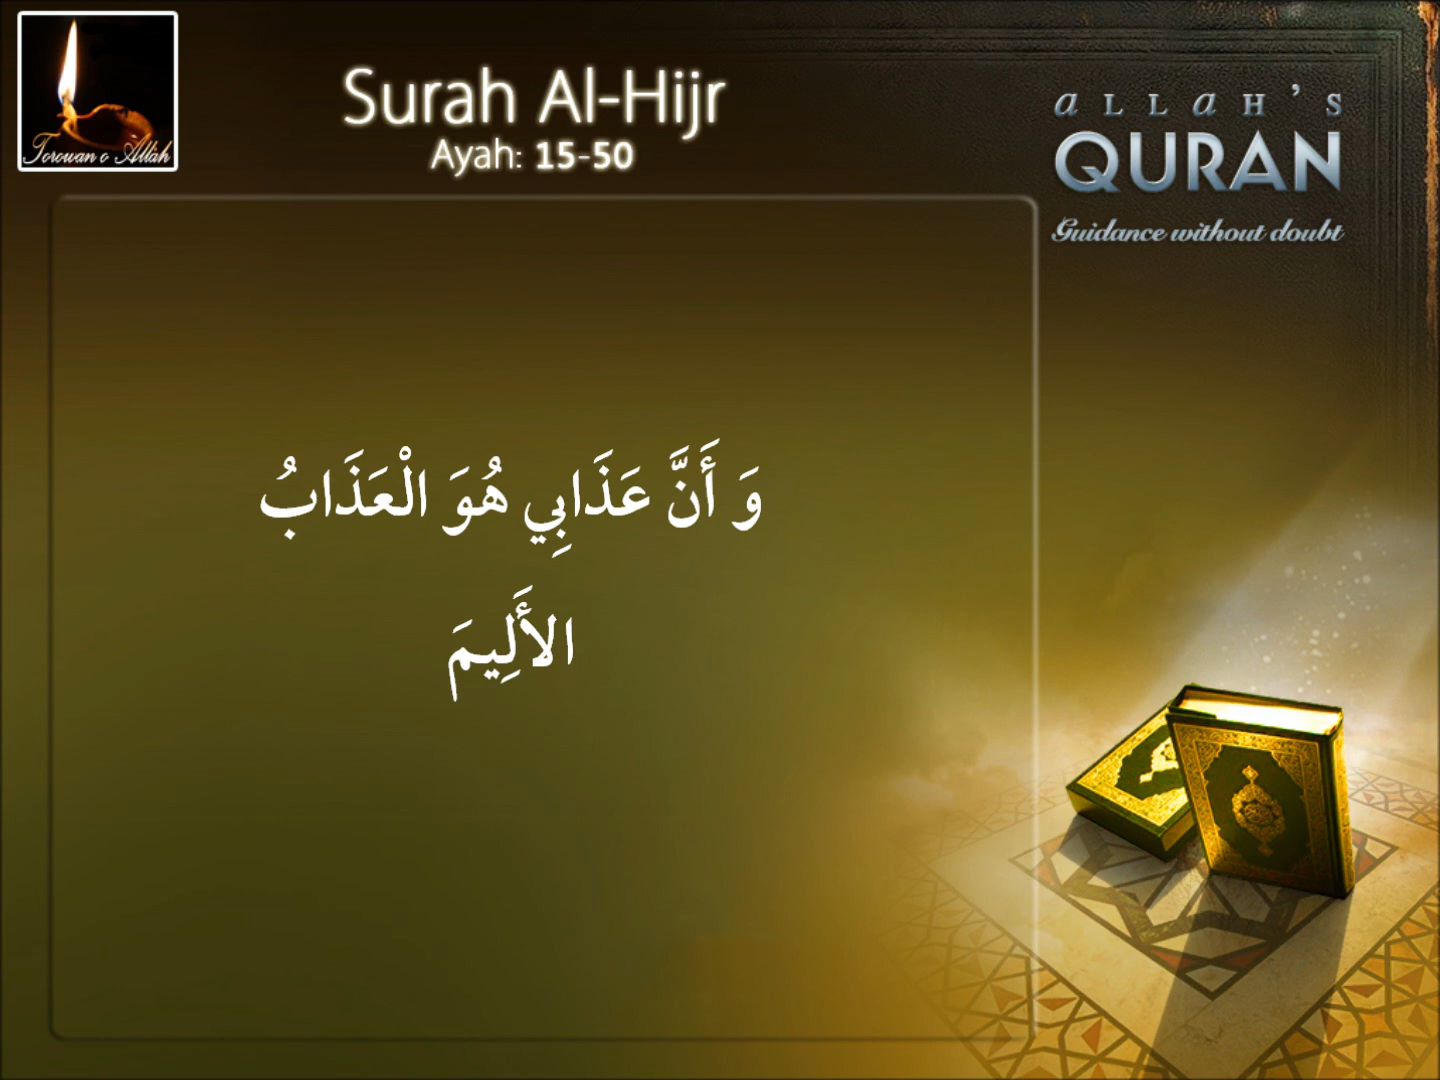 Torowan o Allah
Surah Al-Hijr
Ayah: 15-50
aLLaH'S
QURAN
Guidance without doubt
وَ أَنَّ عَذَابِي هُوَ الْعَذَابُ
الأَلِيمَ